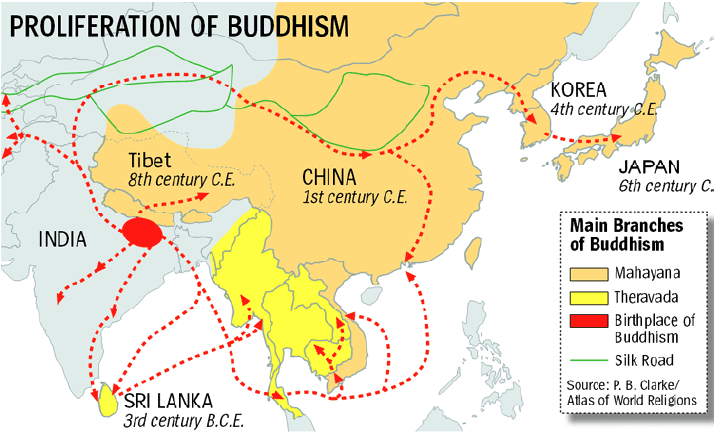 PROLIFERATION OF BUDDHISM
KOREA
4th century C.E.
Tibet
8th century C.E.
CHINA
1st century C.E.
JAPAN
6th century C.
INDIA
Main Branches
of Buddhism
Mahayana
Theravada
Birthplace of
Buddhism
Silk Road
Source: P. B. Clarke/
Atlas of World Religions
SRI LANKA
3rd century B.C.E.